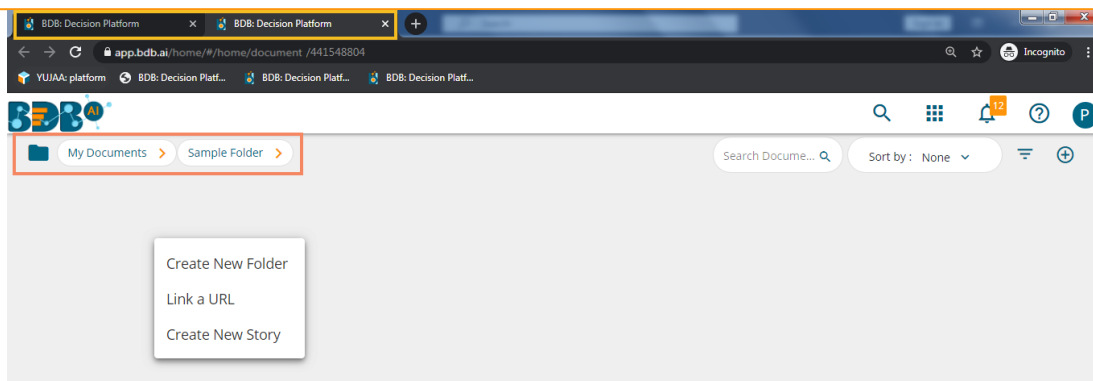 BDB: Decision Platform
BDB: Decision Platform
app.bdb.ai/home/#/home/document /441548804
Incognito
YUJAA: platform
BDB: Decision Platf...
BDB: Decision Platf...
BDB: Decision Platf...
BDB AI
12
P
My Documents
Sample Folder
Search Docume...
Sort by : None
Create New Folder
Link a URL
Create New Story